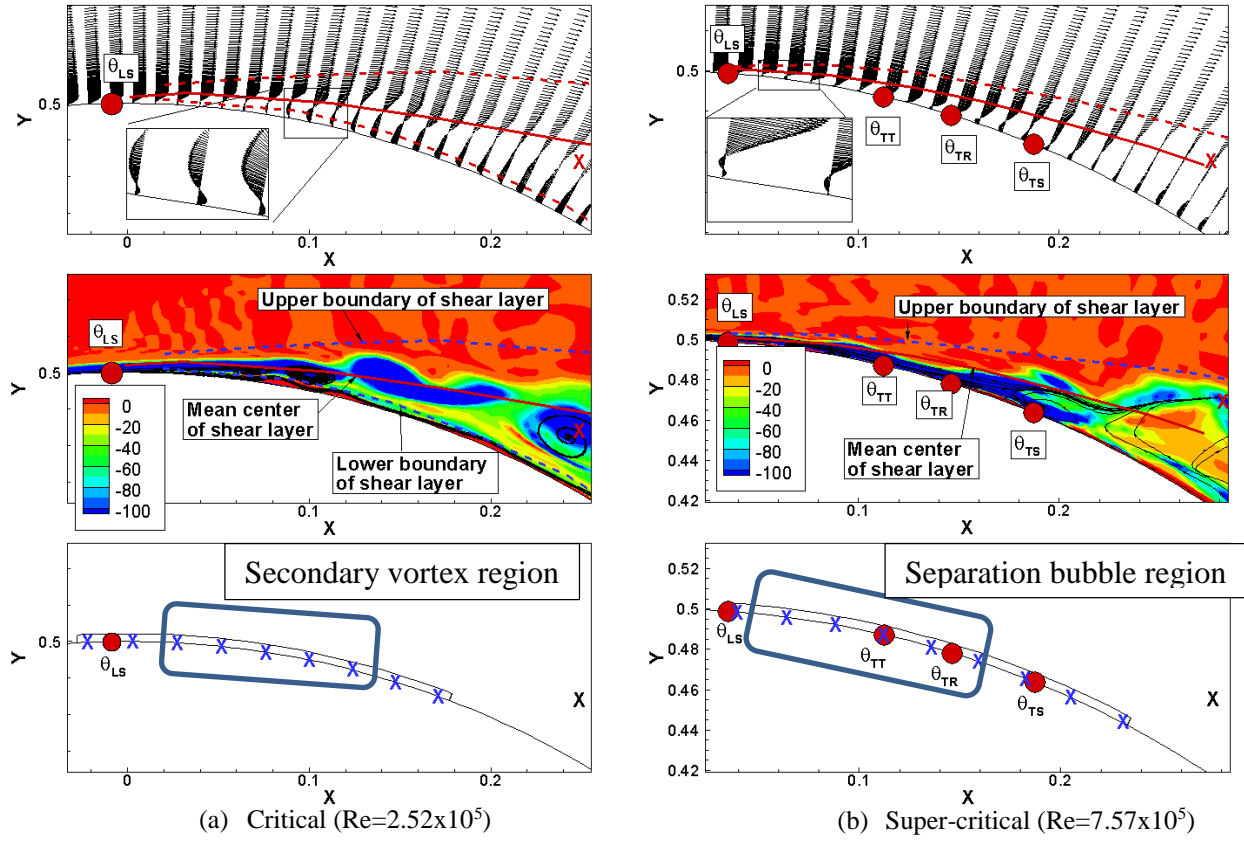 θLS
0.5
Y
0
0.1
0.2
X
X
θLS
0.5
Y
θTT
θTR
θTS
X
0.1
0.2
X
Upper boundary of shear layer
θLS
0.5
Y
Mean center
of shear layer
Lower boundary
of shear layer
0
-20
-40
-60
-80
-100
X
0
0.1
0.2
X
0.52
0.5
0.48
0.46
0.44
0.42
Y
θLS
Upper boundary of shear layer
θTT
θTR
θTS
Mean center
of shear layer
0
-20
-40
-60
-80
-100
X
0.1
0.2
X
Secondary vortex region
0.5
Y
θLS
X X X X X X X X X
X
0
0.1
0.2
X
Separation bubble region
0.52
0.5
0.48
0.46
0.44
0.42
Y
θLS
θTT
θTR
θTS
X X X X X X X X X
X
0.1
0.2
X
(a) Critical (Re=2.52x10⁵)
(b) Super-critical (Re=7.57x10⁵)